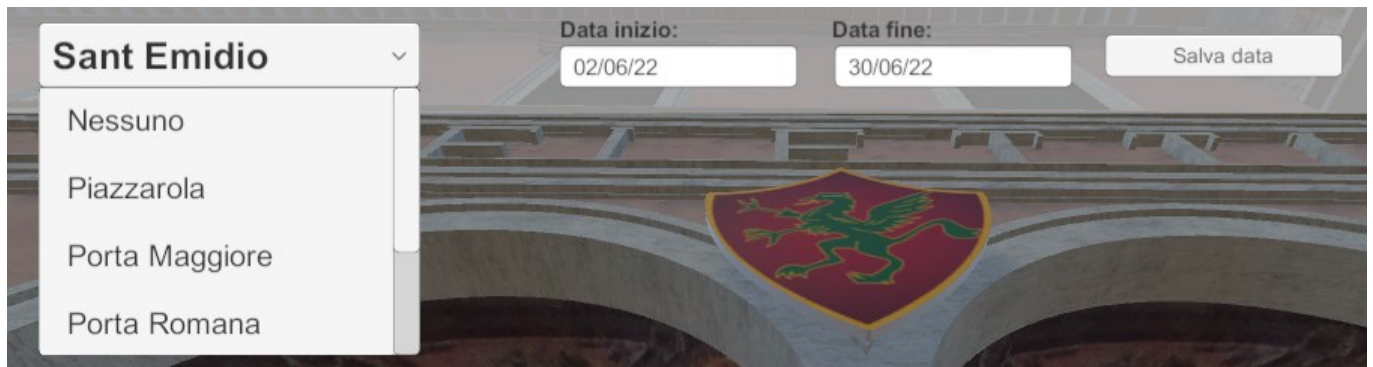 Sant Emidio
Data inizio:
Data fine:
02/06/22
30/06/22
Salva data
Nessuno
Piazzarola
Porta Maggiore
Porta Romana